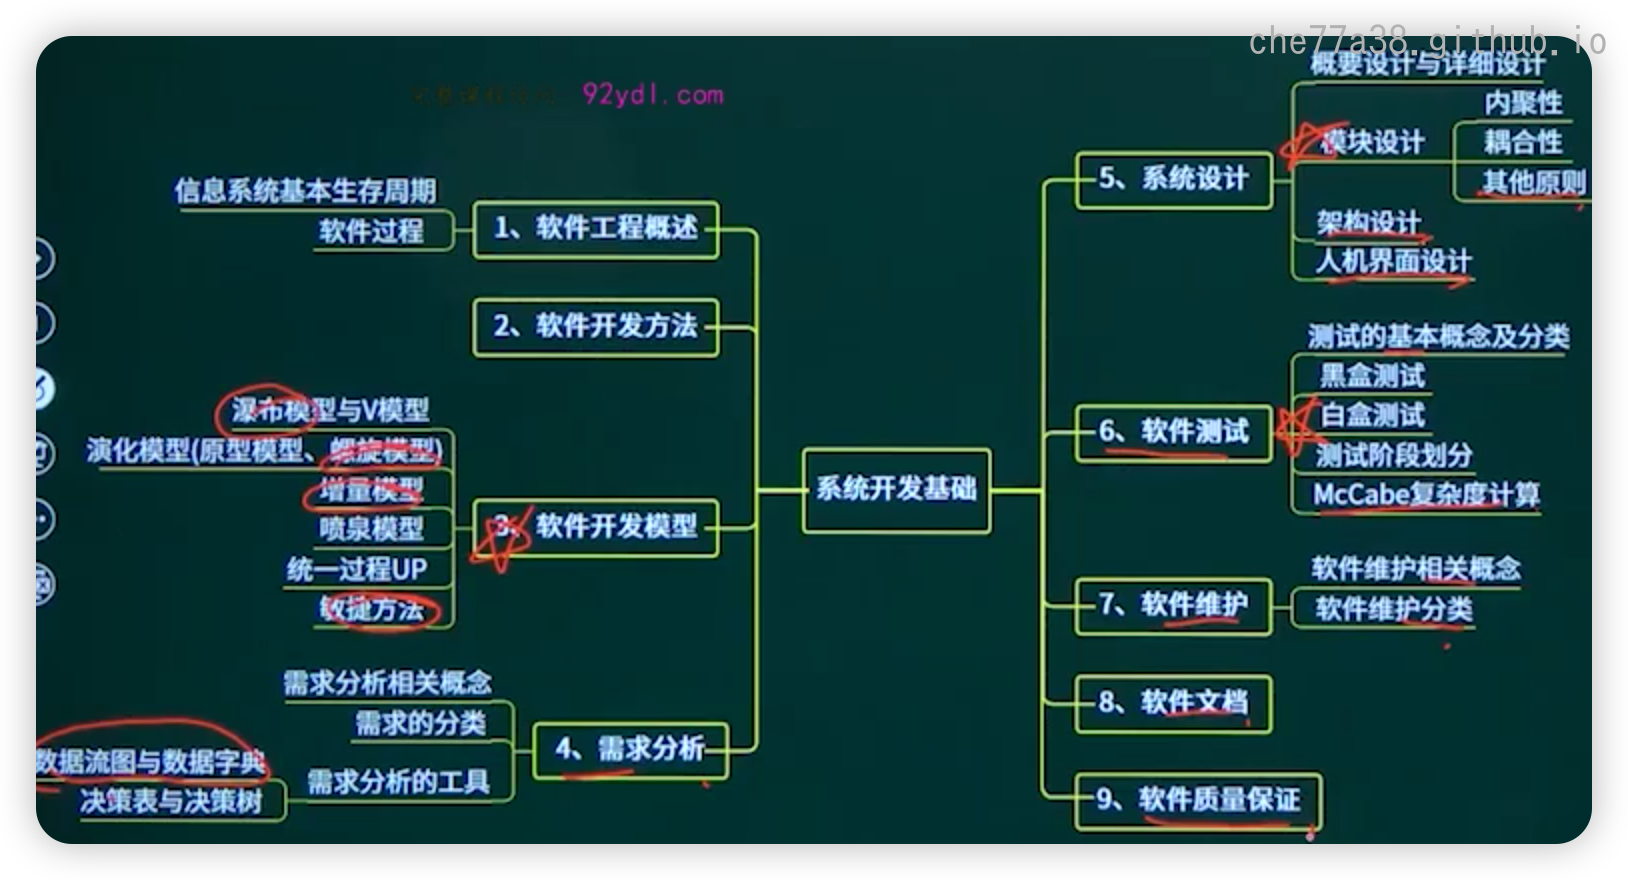 che77a38.github.io
92ydl.com
系统开发基础
1、软件工程概述
信息系统基本生存周期
软件过程
2、软件开发方法
3、软件开发模型
瀑布模型与V模型
演化模型(原型模型、螺旋模型)
增量模型
喷泉模型
统一过程UP
敏捷方法
4、需求分析
需求分析相关概念
需求的分类
需求分析的工具
数据流图与数据字典
决策表与决策树
5、系统设计
概要设计与详细设计
模块设计
内聚性
耦合性
其他原则
架构设计
人机界面设计
6、软件测试
测试的基本概念及分类
黑盒测试
白盒测试
测试阶段划分
McCabe复杂度计算
7、软件维护
软件维护相关概念
软件维护分类
8、软件文档
9、软件质量保证